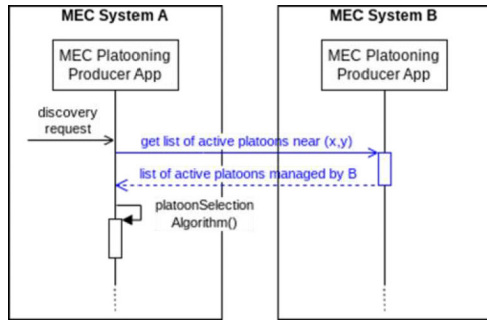 MEC System A
MEC System B
MEC Platooning
Producer App
MEC Platooning
Producer App
discovery
request
get list of active platoons near (x,y)
list of active platoons managed by B
platoonSelection
Algorithm()